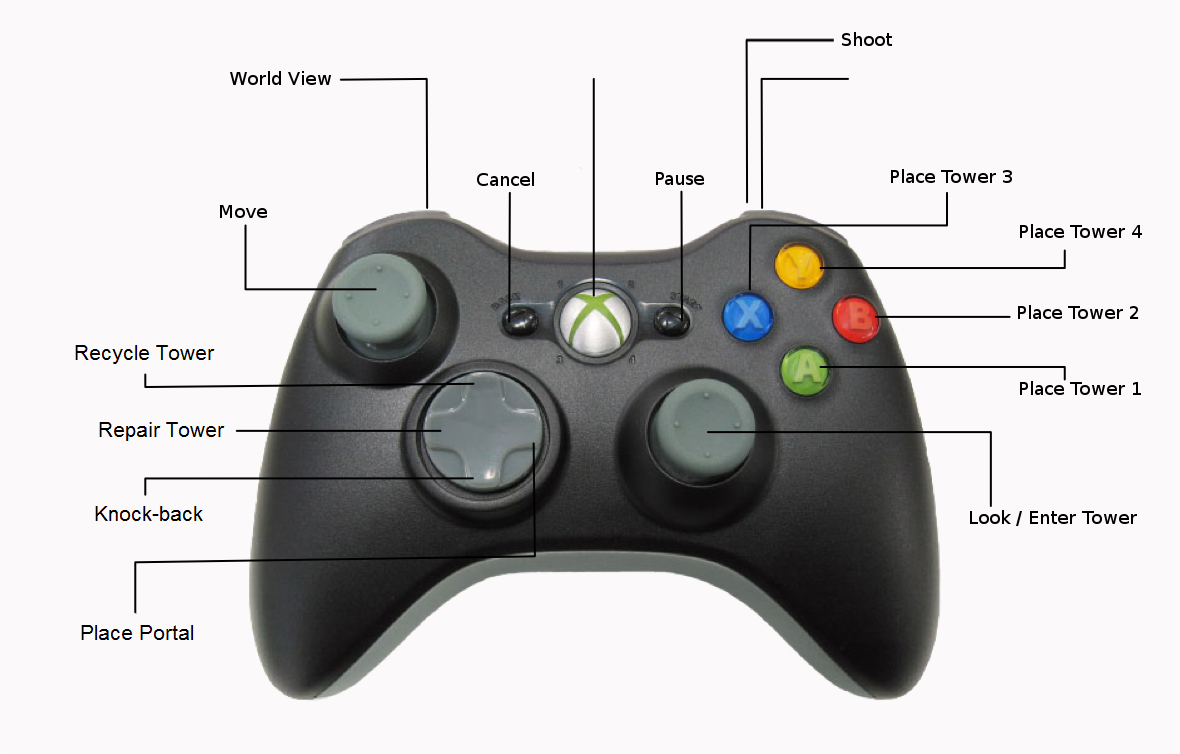 Shoot
World View
Cancel
Pause
Place Tower 3
Move
Place Tower 4
Y
X
B
Place Tower 2
Recycle Tower
A
Place Tower 1
Repair Tower
Knock-back
Look / Enter Tower
Place Portal